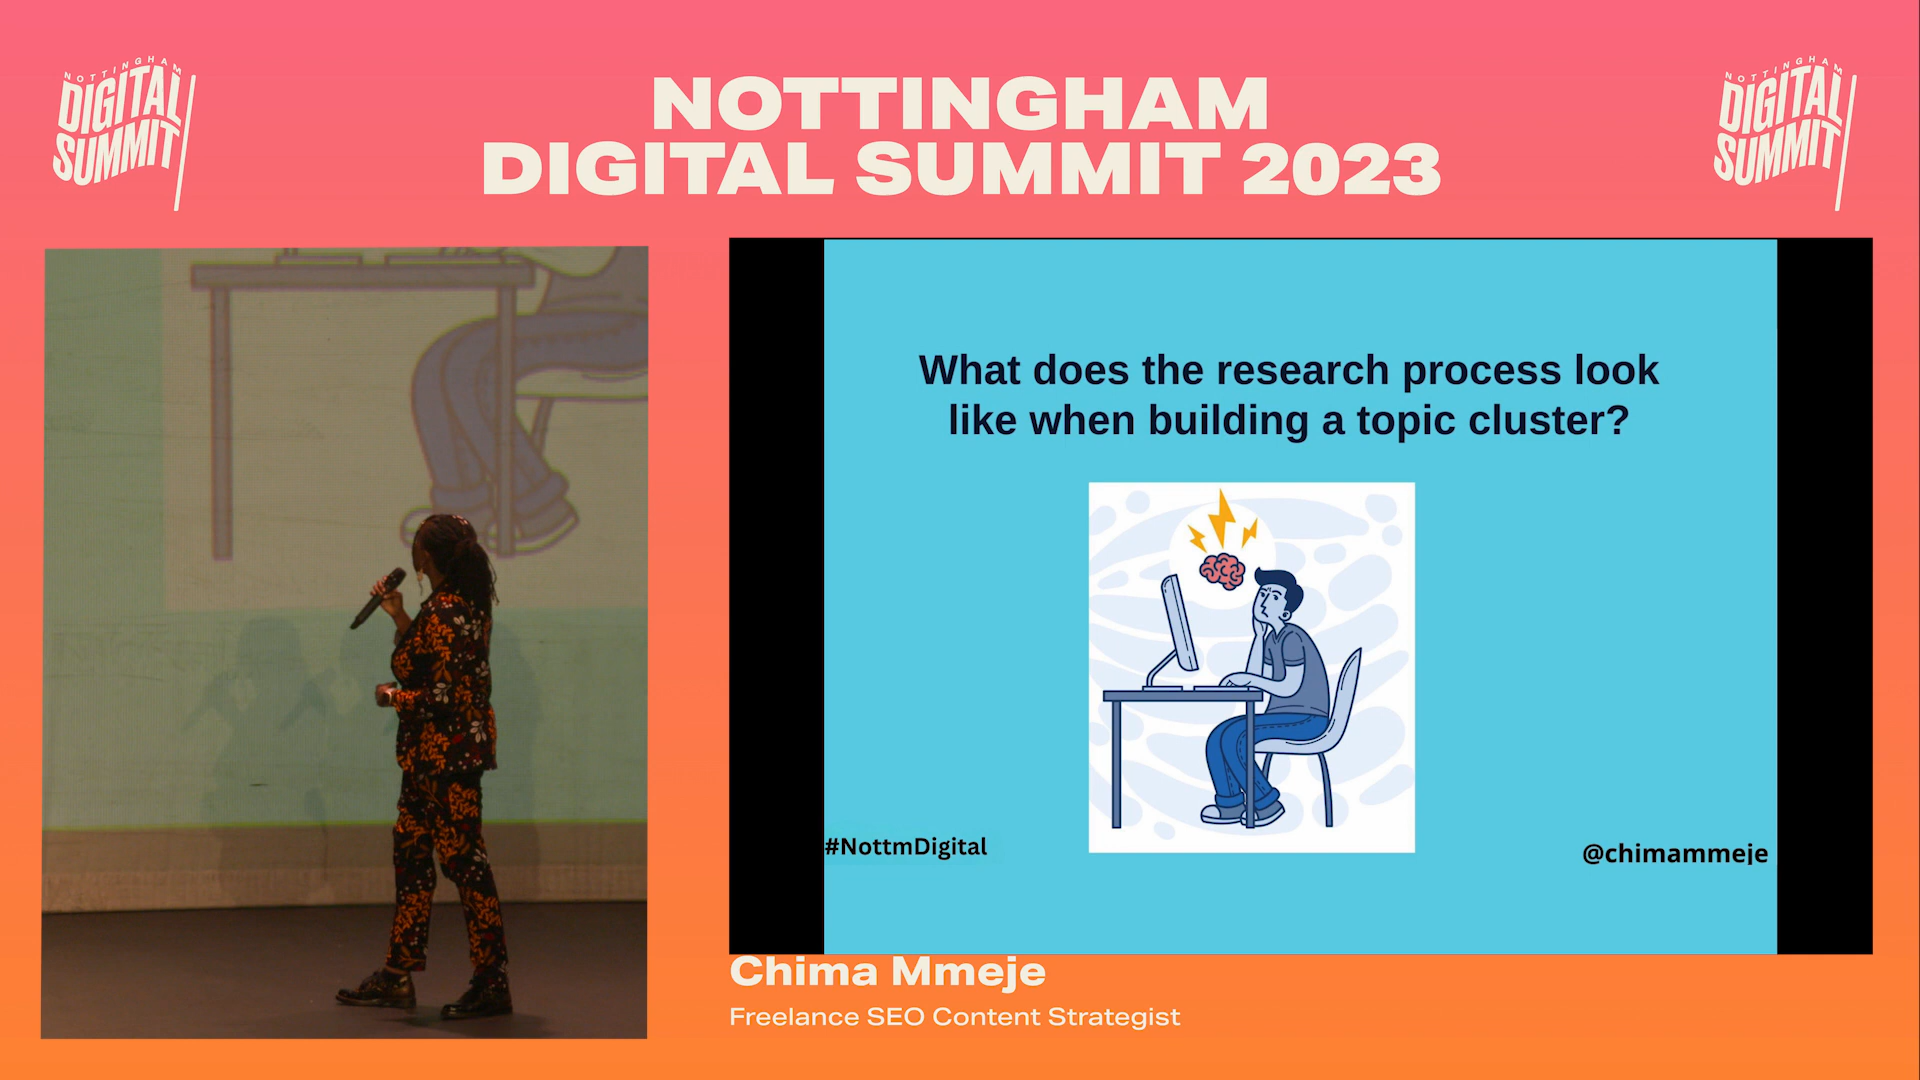 NOTTINGHAM
DIGITAL
SUMMIT
NOTTINGHAM
DIGITAL SUMMIT 2023
NOTTINGHAM
DIGITAL
SUMMIT
What does the research process look
like when building a topic cluster?
#NottmDigital
@chimammeje
Chima Mmeje
Freelance SEO Content Strategist